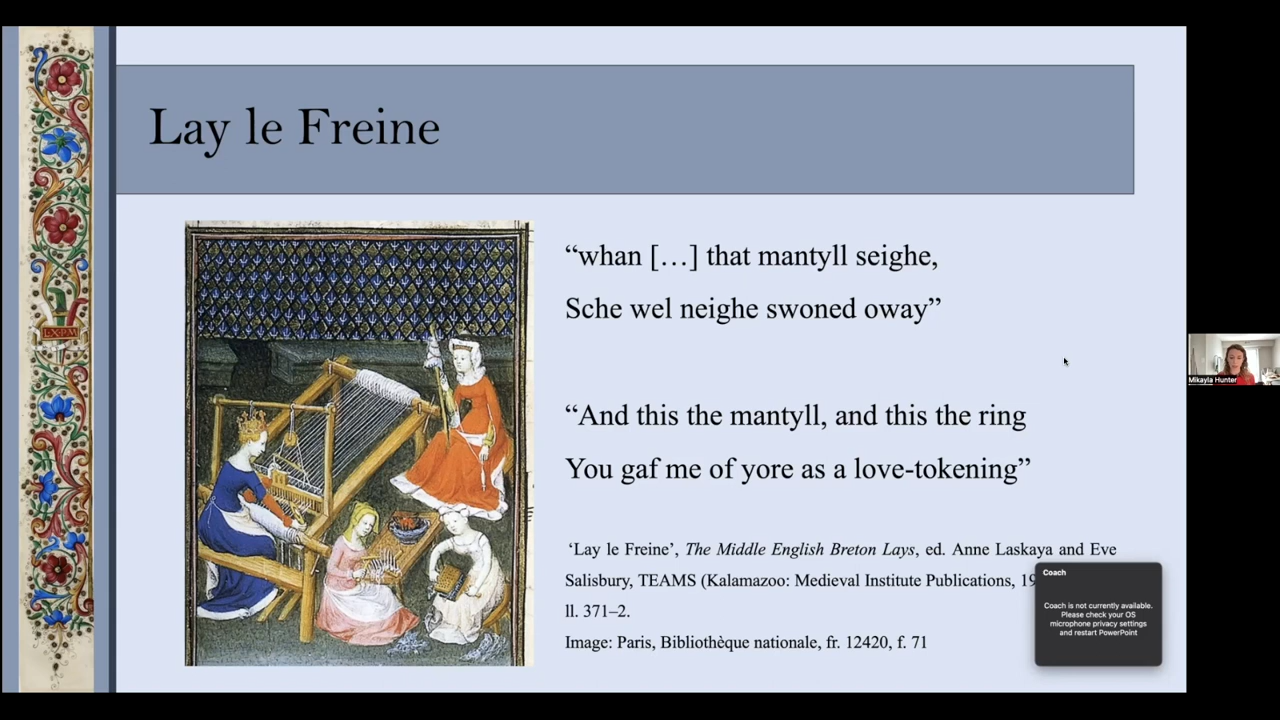 Lay le Freine
“whan […] that mantyll seighe,
Sche wel neighe swoned oway”
“And this the mantyll, and this the ring
You gaf me of yore as a love-tokening”
‘Lay le Freine’, The Middle English Breton Lays, ed. Anne Laskaya and Eve
Salisbury, TEAMS (Kalamazoo: Medieval Institute Publications,
ll. 371–2.
Image: Paris, Bibliothèque nationale, fr. 12420, f. 71
Coach
Coach is not currently available.
Please check your OS
microphone privacy settings
and restart PowerPoint
Mikayla Hunter